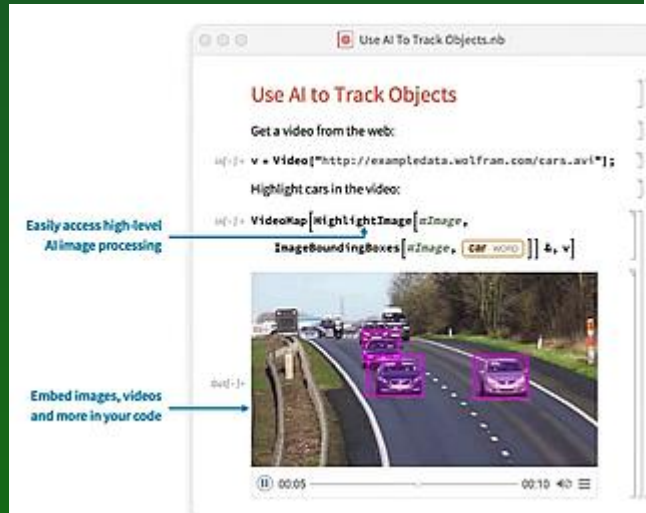 Use AI To Track Objects.nb
Use AI to Track Objects
Get a video from the web:
In[-]:= v = Video["http://exampledata.wolfram.com/cars.avi"];
Highlight cars in the video:
In[-]:= VideoMap[HighlightImage[#Image,
ImageBoundingBoxes[#Image, car WORD ]] &, v]
Easily access high-level
AI image processing
Out[-]=
Embed images, videos
and more in your code
00:05
00:10